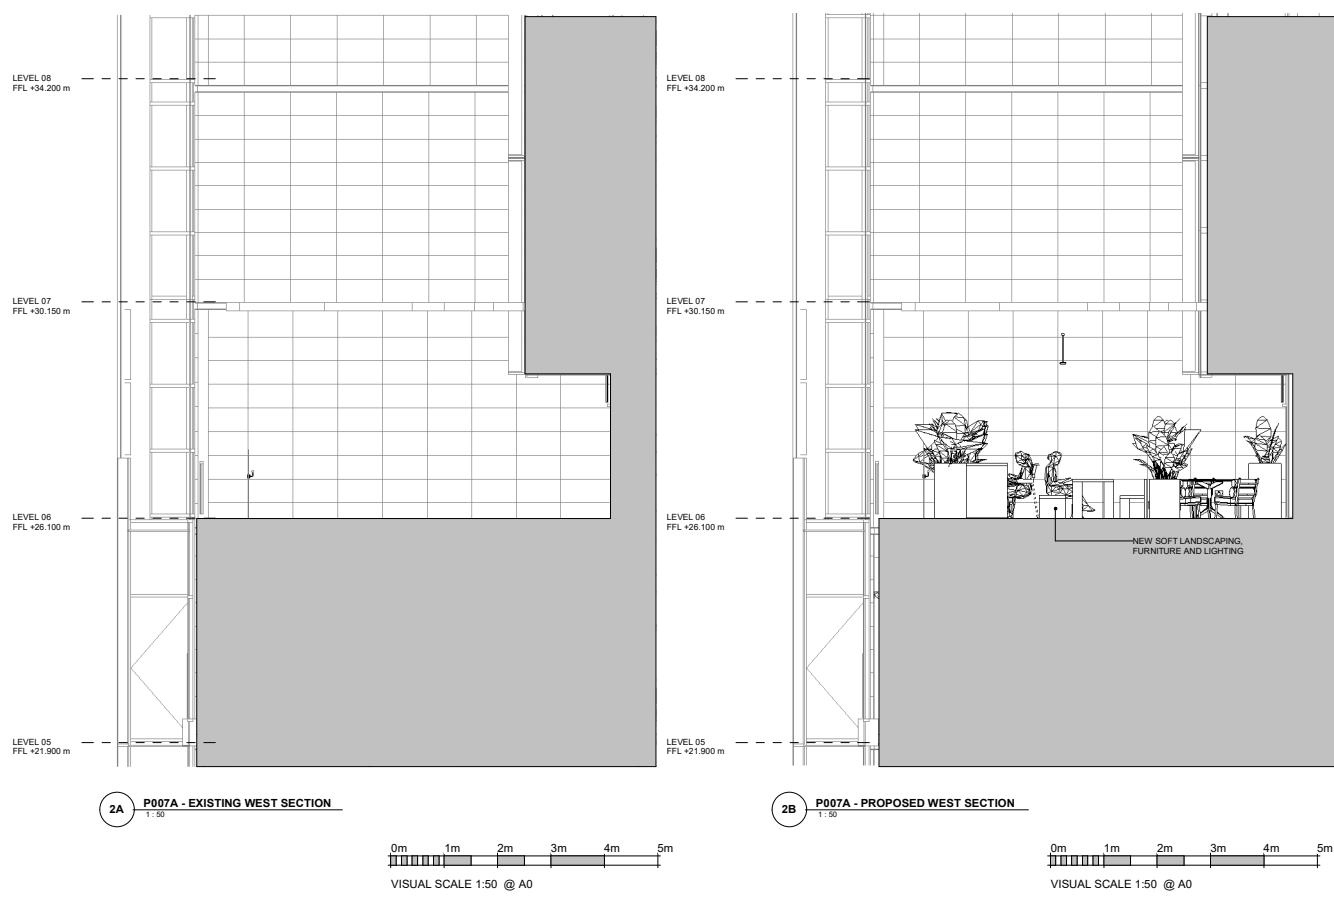 LEVEL 08
FFL +34.200 m
LEVEL 07
FFL +30.150 m
LEVEL 06
FFL +26.100 m
LEVEL 05
FFL +21.900 m
2A
P007A - EXISTING WEST SECTION
1 : 50
0m 1m 2m 3m 4m 5m
VISUAL SCALE 1:50 @ A0
LEVEL 08
FFL +34.200 m
LEVEL 07
FFL +30.150 m
LEVEL 06
FFL +26.100 m
NEW SOFT LANDSCAPING,
FURNITURE AND LIGHTING
LEVEL 05
FFL +21.900 m
2B
P007A - PROPOSED WEST SECTION
1 : 50
0m 1m 2m 3m 4m 5m
VISUAL SCALE 1:50 @ A0